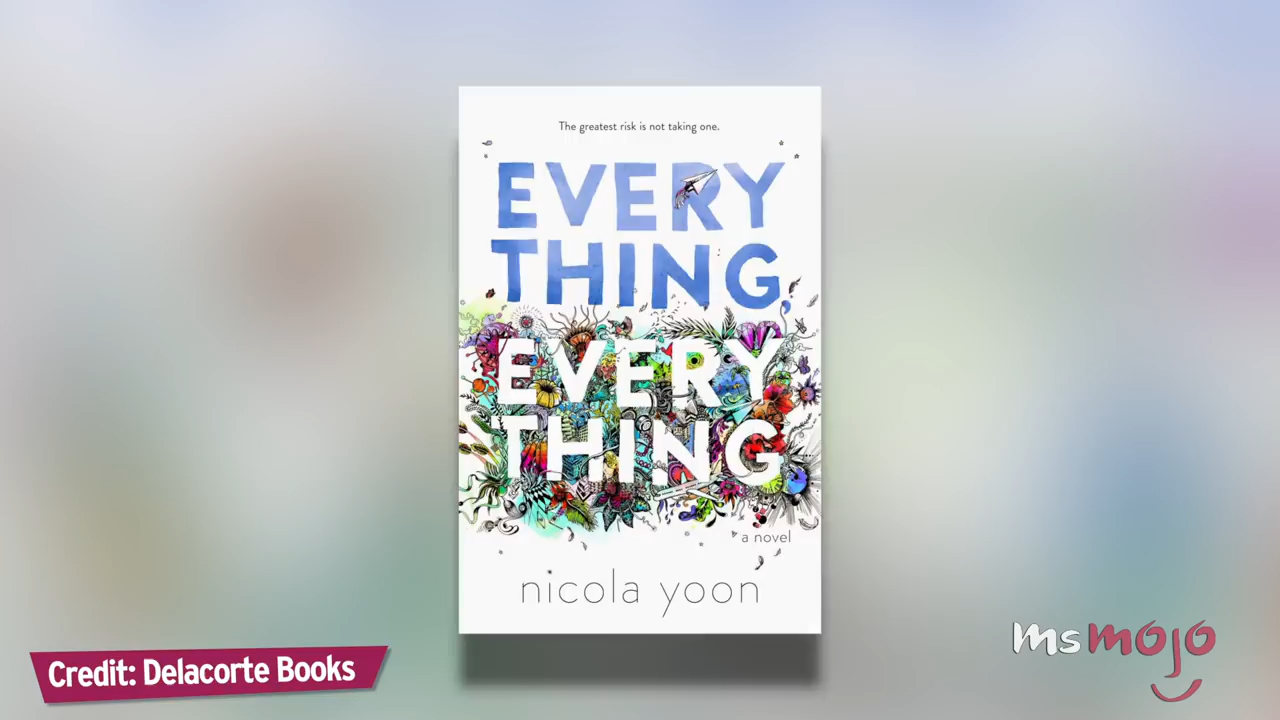 The greatest risk is not taking one.
EVERY
THING,
EVERY
THING
a novel
nicola yoon
Credit: Delacorte Books
msmojo